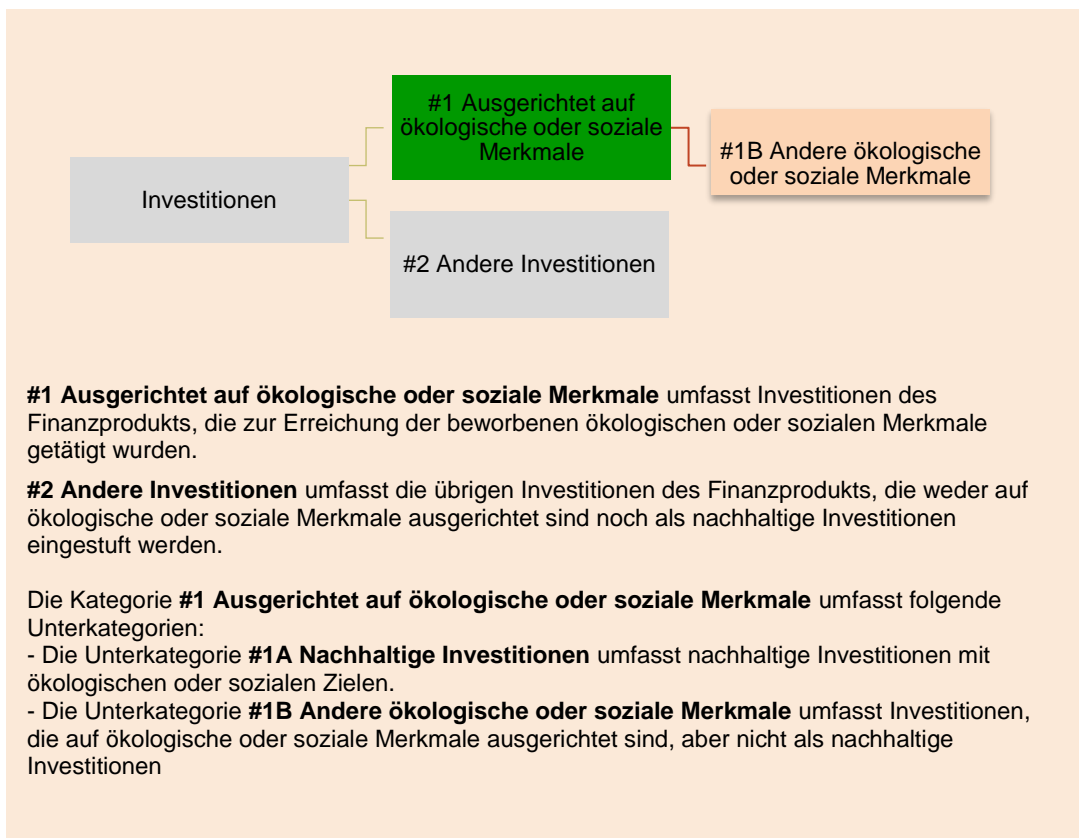 #1 Ausgerichtet auf
ökologische oder soziale
Merkmale
#1B Andere ökologische
oder soziale Merkmale
Investitionen
#2 Andere Investitionen
#1 Ausgerichtet auf ökologische oder soziale Merkmale umfasst Investitionen des
Finanzprodukts, die zur Erreichung der beworbenen ökologischen oder sozialen Merkmale
getätigt wurden.
#2 Andere Investitionen umfasst die übrigen Investitionen des Finanzprodukts, die weder auf
ökologische oder soziale Merkmale ausgerichtet sind noch als nachhaltige Investitionen
eingestuft werden.
Die Kategorie #1 Ausgerichtet auf ökologische oder soziale Merkmale umfasst folgende
Unterkategorien:
- Die Unterkategorie #1A Nachhaltige Investitionen umfasst nachhaltige Investitionen mit
ökologischen oder sozialen Zielen.
- Die Unterkategorie #1B Andere ökologische oder soziale Merkmale umfasst Investitionen,
die auf ökologische oder soziale Merkmale ausgerichtet sind, aber nicht als nachhaltige
Investitionen